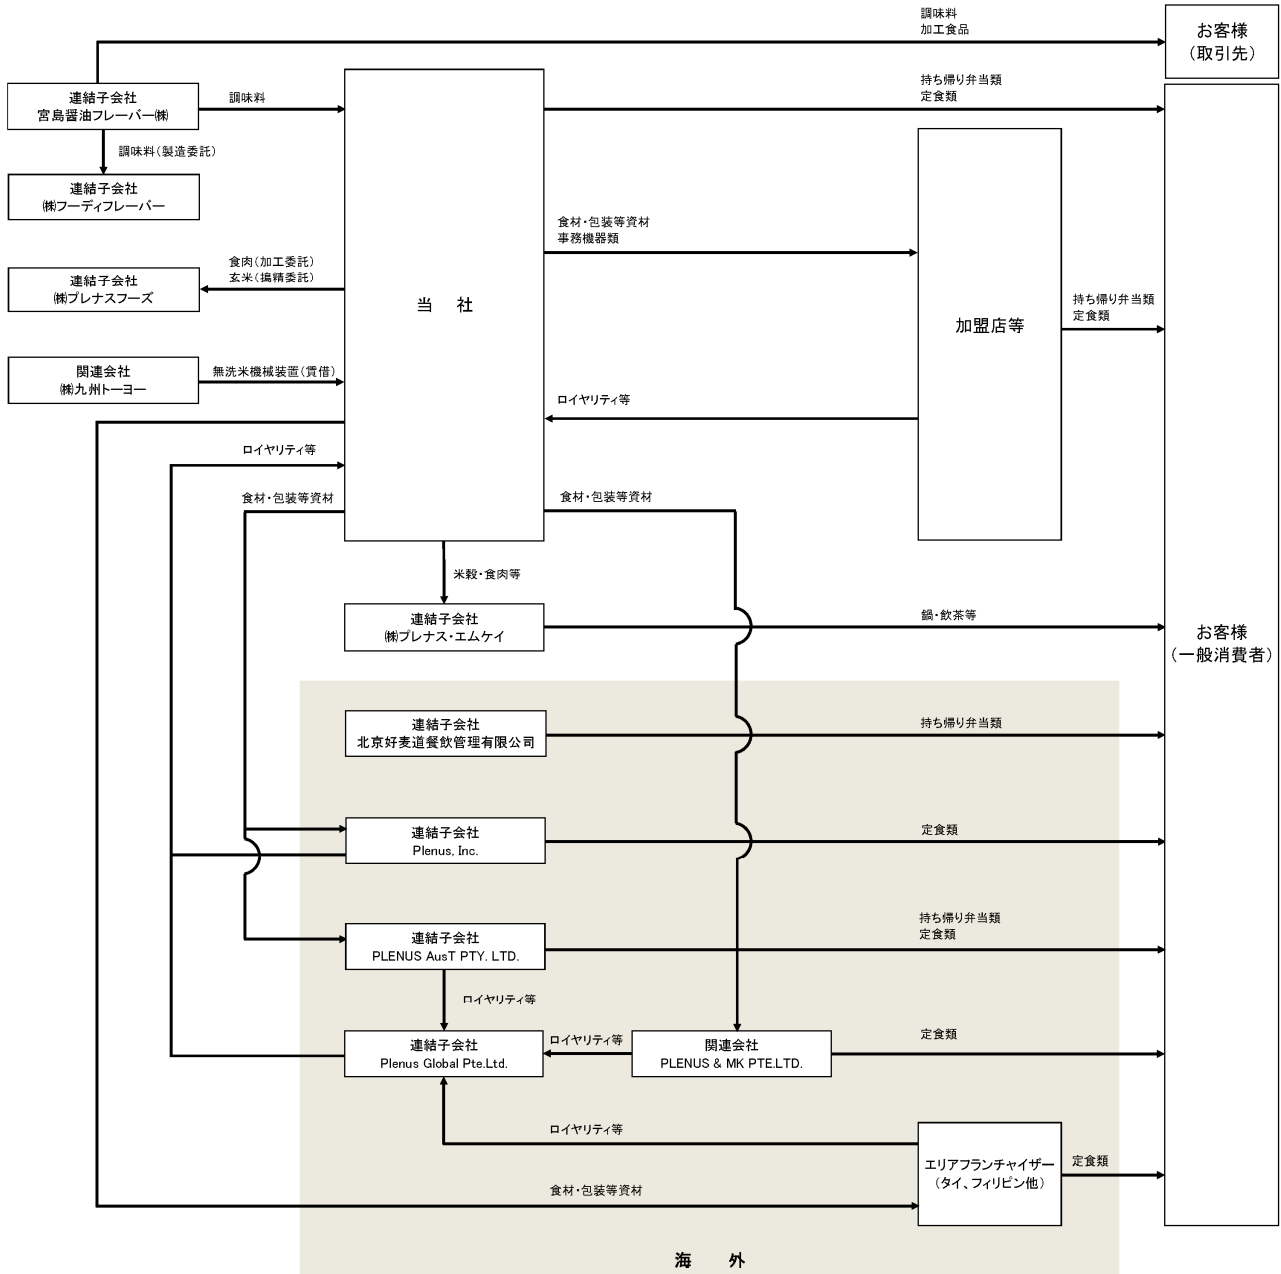 調味料
加工食品
お客様
（取引先）
連結子会社
宮島醤油フレーバー㈱
調味料
持ち帰り弁当類
定食類
調味料（製造委託）
連結子会社
㈱フーディフレーバー
食材・包装等資材
事務機器類
食肉（加工委託）
玄米（搗精委託）
連結子会社
㈱プレナスフーズ
当　社
加盟店等
持ち帰り弁当類
定食類
関連会社
㈱九州トーヨー
無洗米機械装置（賃借）
ロイヤリティ等
ロイヤリティ等
食材・包装等資材
食材・包装等資材
米穀・食肉等
連結子会社
㈱プレナス・エムケイ
鍋・飲茶等
お客様
（一般消費者）
連結子会社
北京好麦道餐飲管理有限公司
持ち帰り弁当類
連結子会社
Plenus, Inc.
定食類
連結子会社
PLENUS AusT PTY. LTD.
持ち帰り弁当類
定食類
ロイヤリティ等
連結子会社
Plenus Global Pte.Ltd.
ロイヤリティ等
関連会社
PLENUS & MK PTE.LTD.
定食類
ロイヤリティ等
エリアフランチャイザー
（タイ、フィリピン他）
定食類
食材・包装等資材
海　外